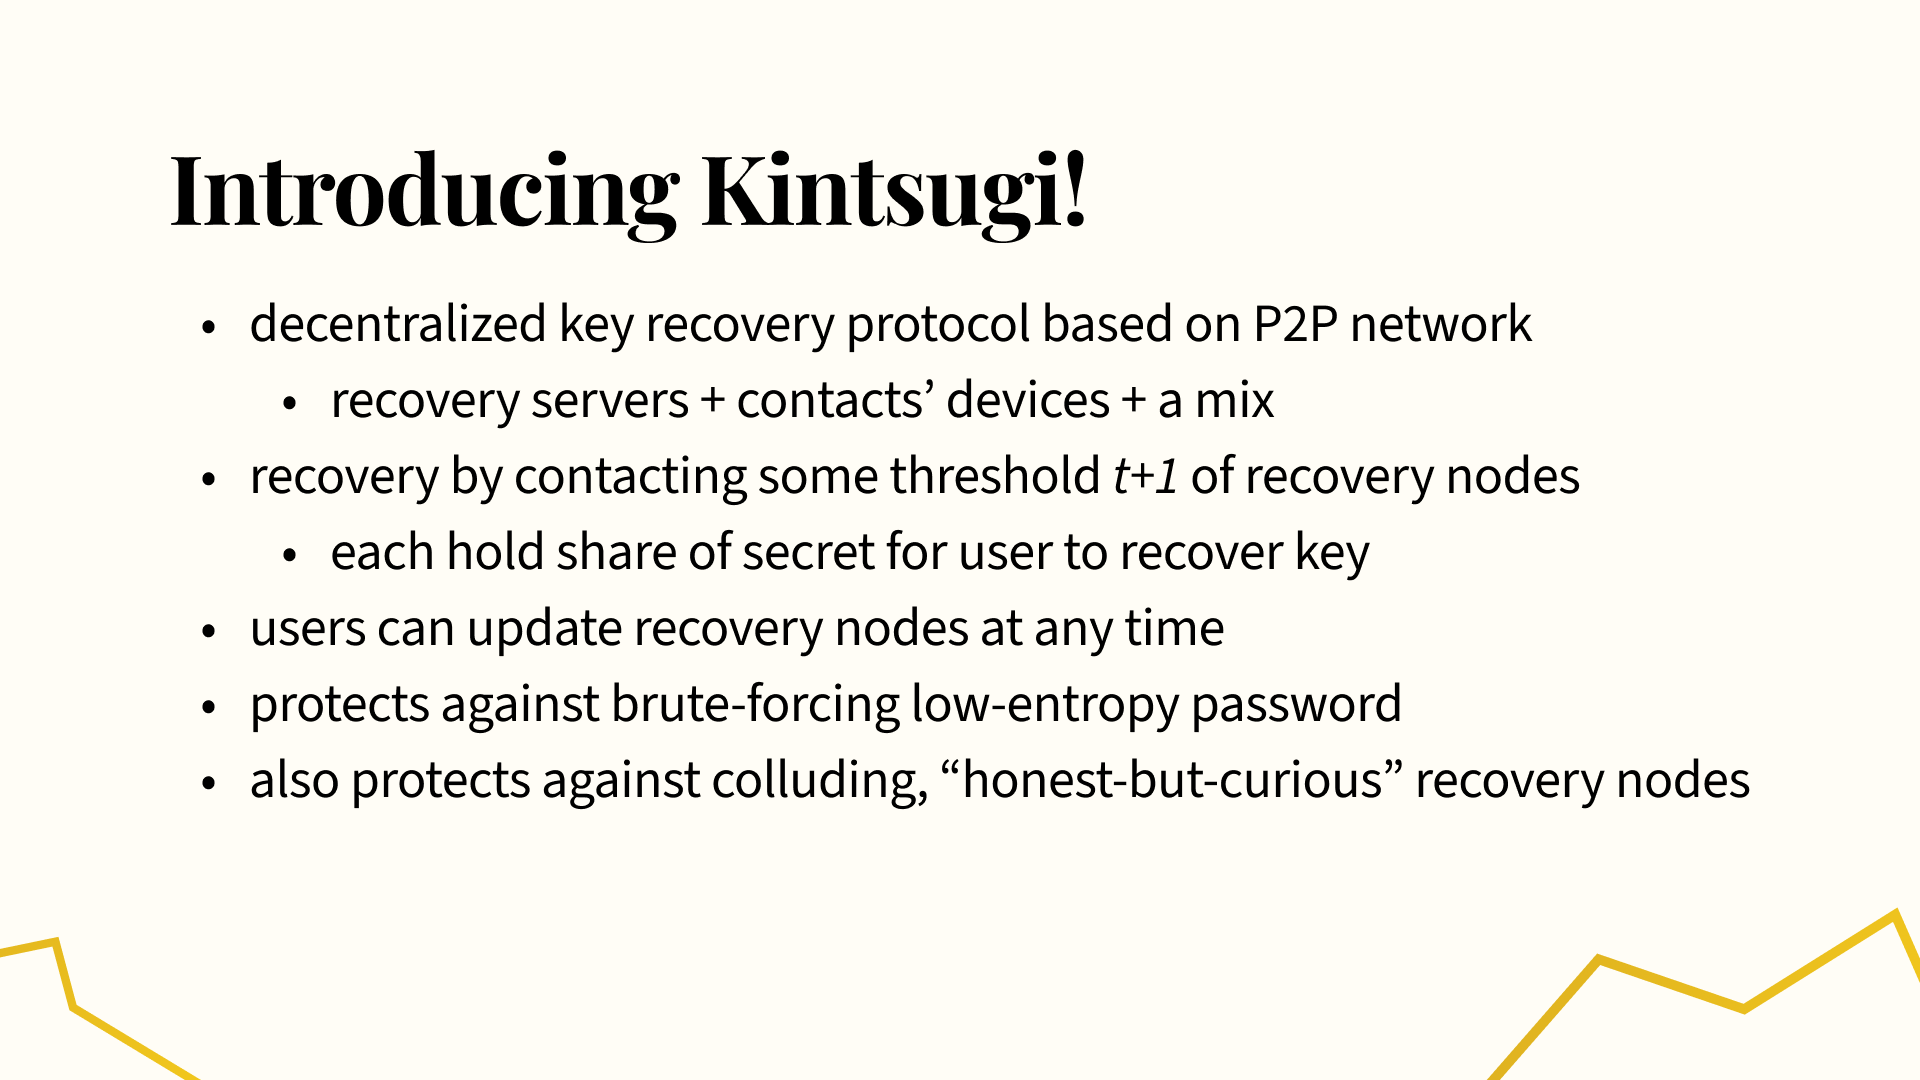 Introducing Kintsugi!
• decentralized key recovery protocol based on P2P network
• recovery servers + contacts’ devices + a mix
• recovery by contacting some threshold t+1 of recovery nodes
• each hold share of secret for user to recover key
• users can update recovery nodes at any time
• protects against brute-forcing low-entropy password
• also protects against colluding, “honest-but-curious” recovery nodes